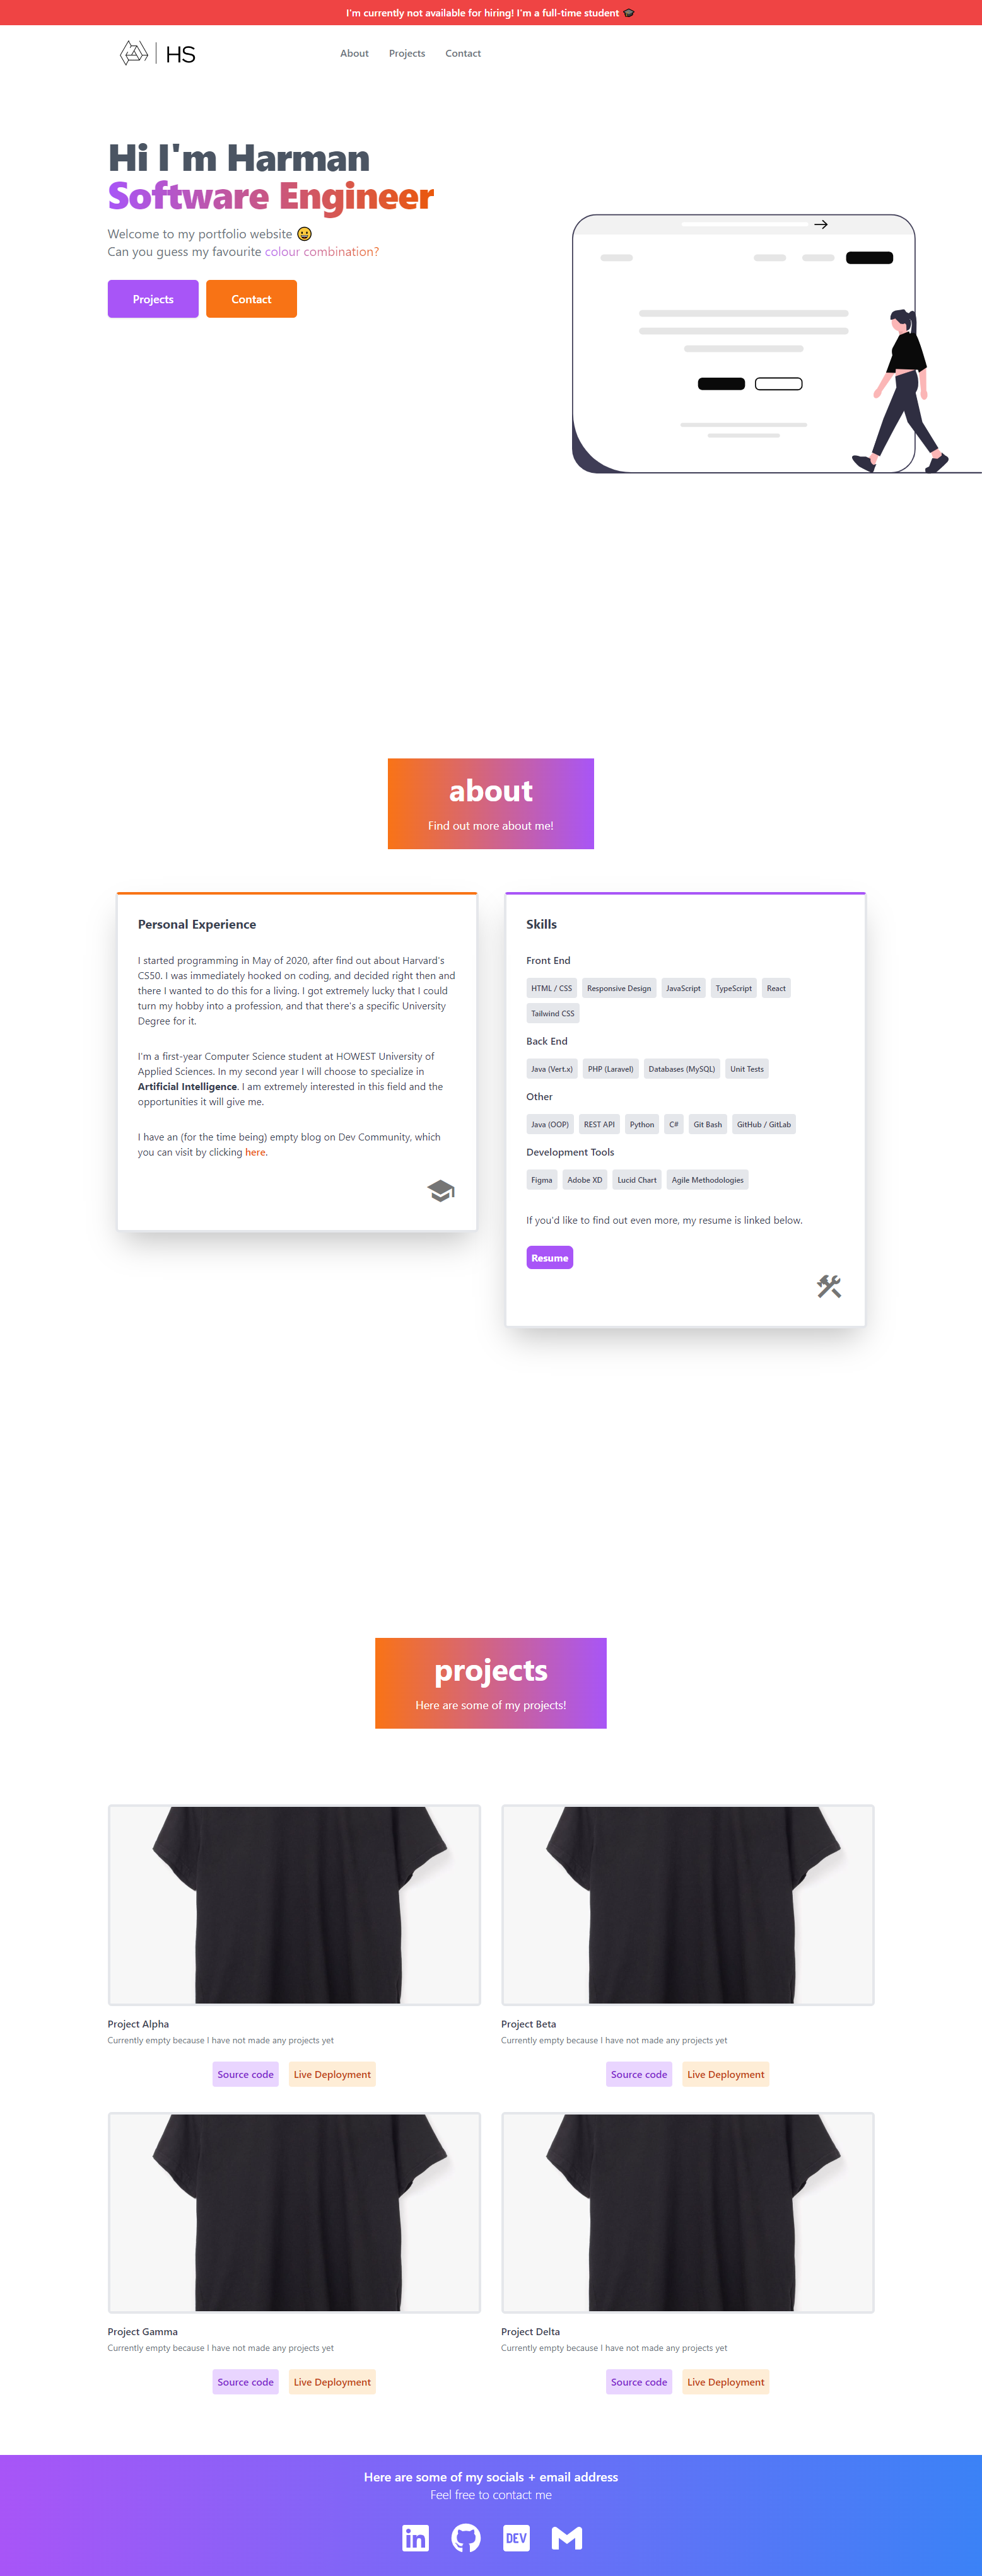 I'm currently not available for hiring! I'm a full-time student 🎓
HS
About Projects Contact
Hi I'm Harman
Software Engineer
Welcome to my portfolio website 😀
Can you guess my favourite colour combination?
Projects Contact
about
Find out more about me!
Personal Experience
I started programming in May of 2020, after find out about Harvard's
CS50. I was immediately hooked on coding, and decided right then and
there I wanted to do this for a living. I got extremely lucky that I could
turn my hobby into a profession, and that there's a specific University
Degree for it.
I'm a first-year Computer Science student at HOWEST University of
Applied Sciences. In my second year I will choose to specialize in
Artificial Intelligence. I am extremely interested in this field and the
opportunities it will give me.
I have an (for the time being) empty blog on Dev Community, which
you can visit by clicking here.
Skills
Front End
HTML / CSS Responsive Design JavaScript TypeScript React
Tailwind CSS
Back End
Java (Vert.x) PHP (Laravel) Databases (MySQL) Unit Tests
Other
Java (OOP) REST API Python C# Git Bash GitHub / GitLab
Development Tools
Figma Adobe XD Lucid Chart Agile Methodologies
If you'd like to find out even more, my resume is linked below.
Resume
projects
Here are some of my projects!
Project Alpha
Currently empty because I have not made any projects yet
Source code Live Deployment
Project Beta
Currently empty because I have not made any projects yet
Source code Live Deployment
Project Gamma
Currently empty because I have not made any projects yet
Source code Live Deployment
Project Delta
Currently empty because I have not made any projects yet
Source code Live Deployment
Here are some of my socials + email address
Feel free to contact me
in DEV